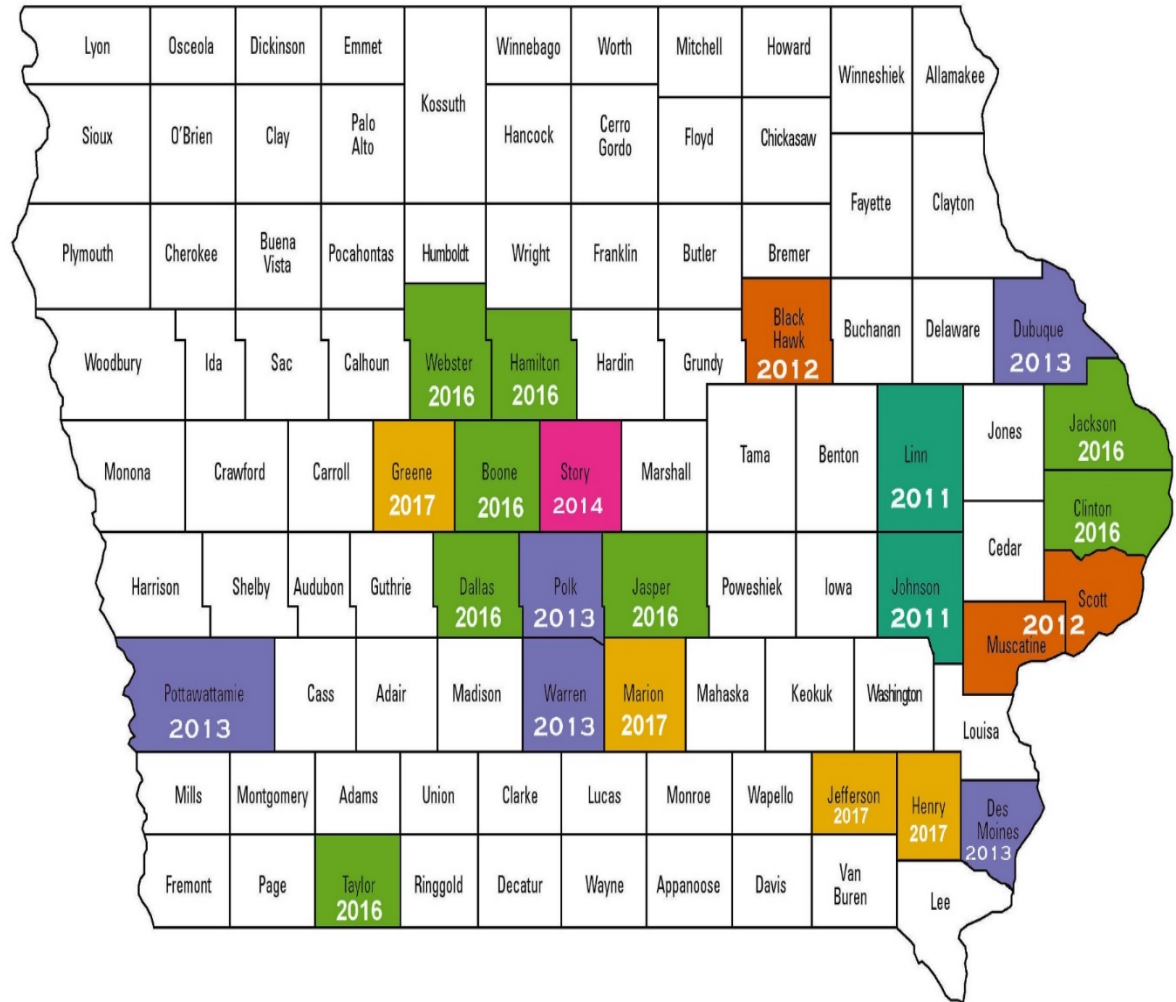 Lyon
Osceola
Dickinson
Emmet
Kossuth
Winnebago
Worth
Mitchell
Howard
Winneshiek
Allamakee
Sioux
O'Brien
Clay
Palo
Alto
Hancock
Cerro
Gordo
Floyd
Chickasaw
Fayette
Clayton
Plymouth
Cherokee
Buena
Vista
Pocahontas
Humboldt
Wright
Franklin
Butler
Bremer
Woodbury
Ida
Sac
Calhoun
Webster
2016
Hamilton
2016
Hardin
Grundy
Black
Hawk
2012
Buchanan
Delaware
Dubuque
2013
Monona
Crawford
Carroll
Greene
2017
Boone
2016
Story
2014
Marshall
Tama
Benton
Linn
2011
Jones
Jackson
2016
Clinton
2016
Cedar
Harrison
Shelby
Audubon
Guthrie
Dallas
2016
Polk
2013
Jasper
2016
Poweshiek
Iowa
Johnson
2011
Scott
2012
Muscatine
Pottawattamie
2013
Cass
Adair
Madison
Warren
2013
Marion
2017
Mahaska
Keokuk
Washington
Louisa
Mills
Montgomery
Adams
Union
Clarke
Lucas
Monroe
Wapello
Jefferson
2017
Henry
2017
Des
Moines
2013
Fremont
Page
Taylor
2016
Ringgold
Decatur
Wayne
Appanoose
Davis
Van
Buren
Lee